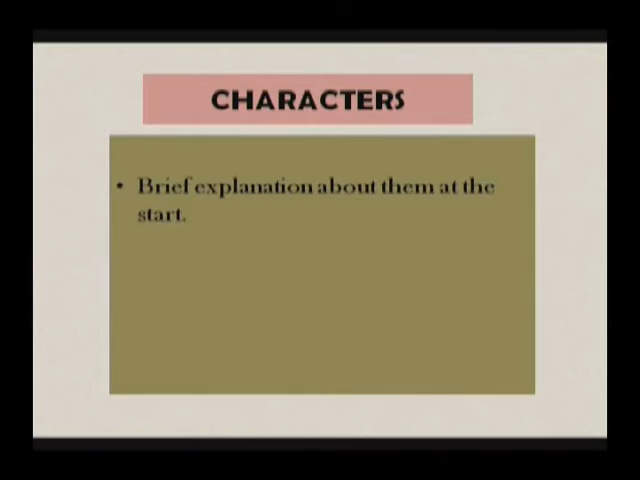 CHARACTERS
• Brief explanation about them at the
start.